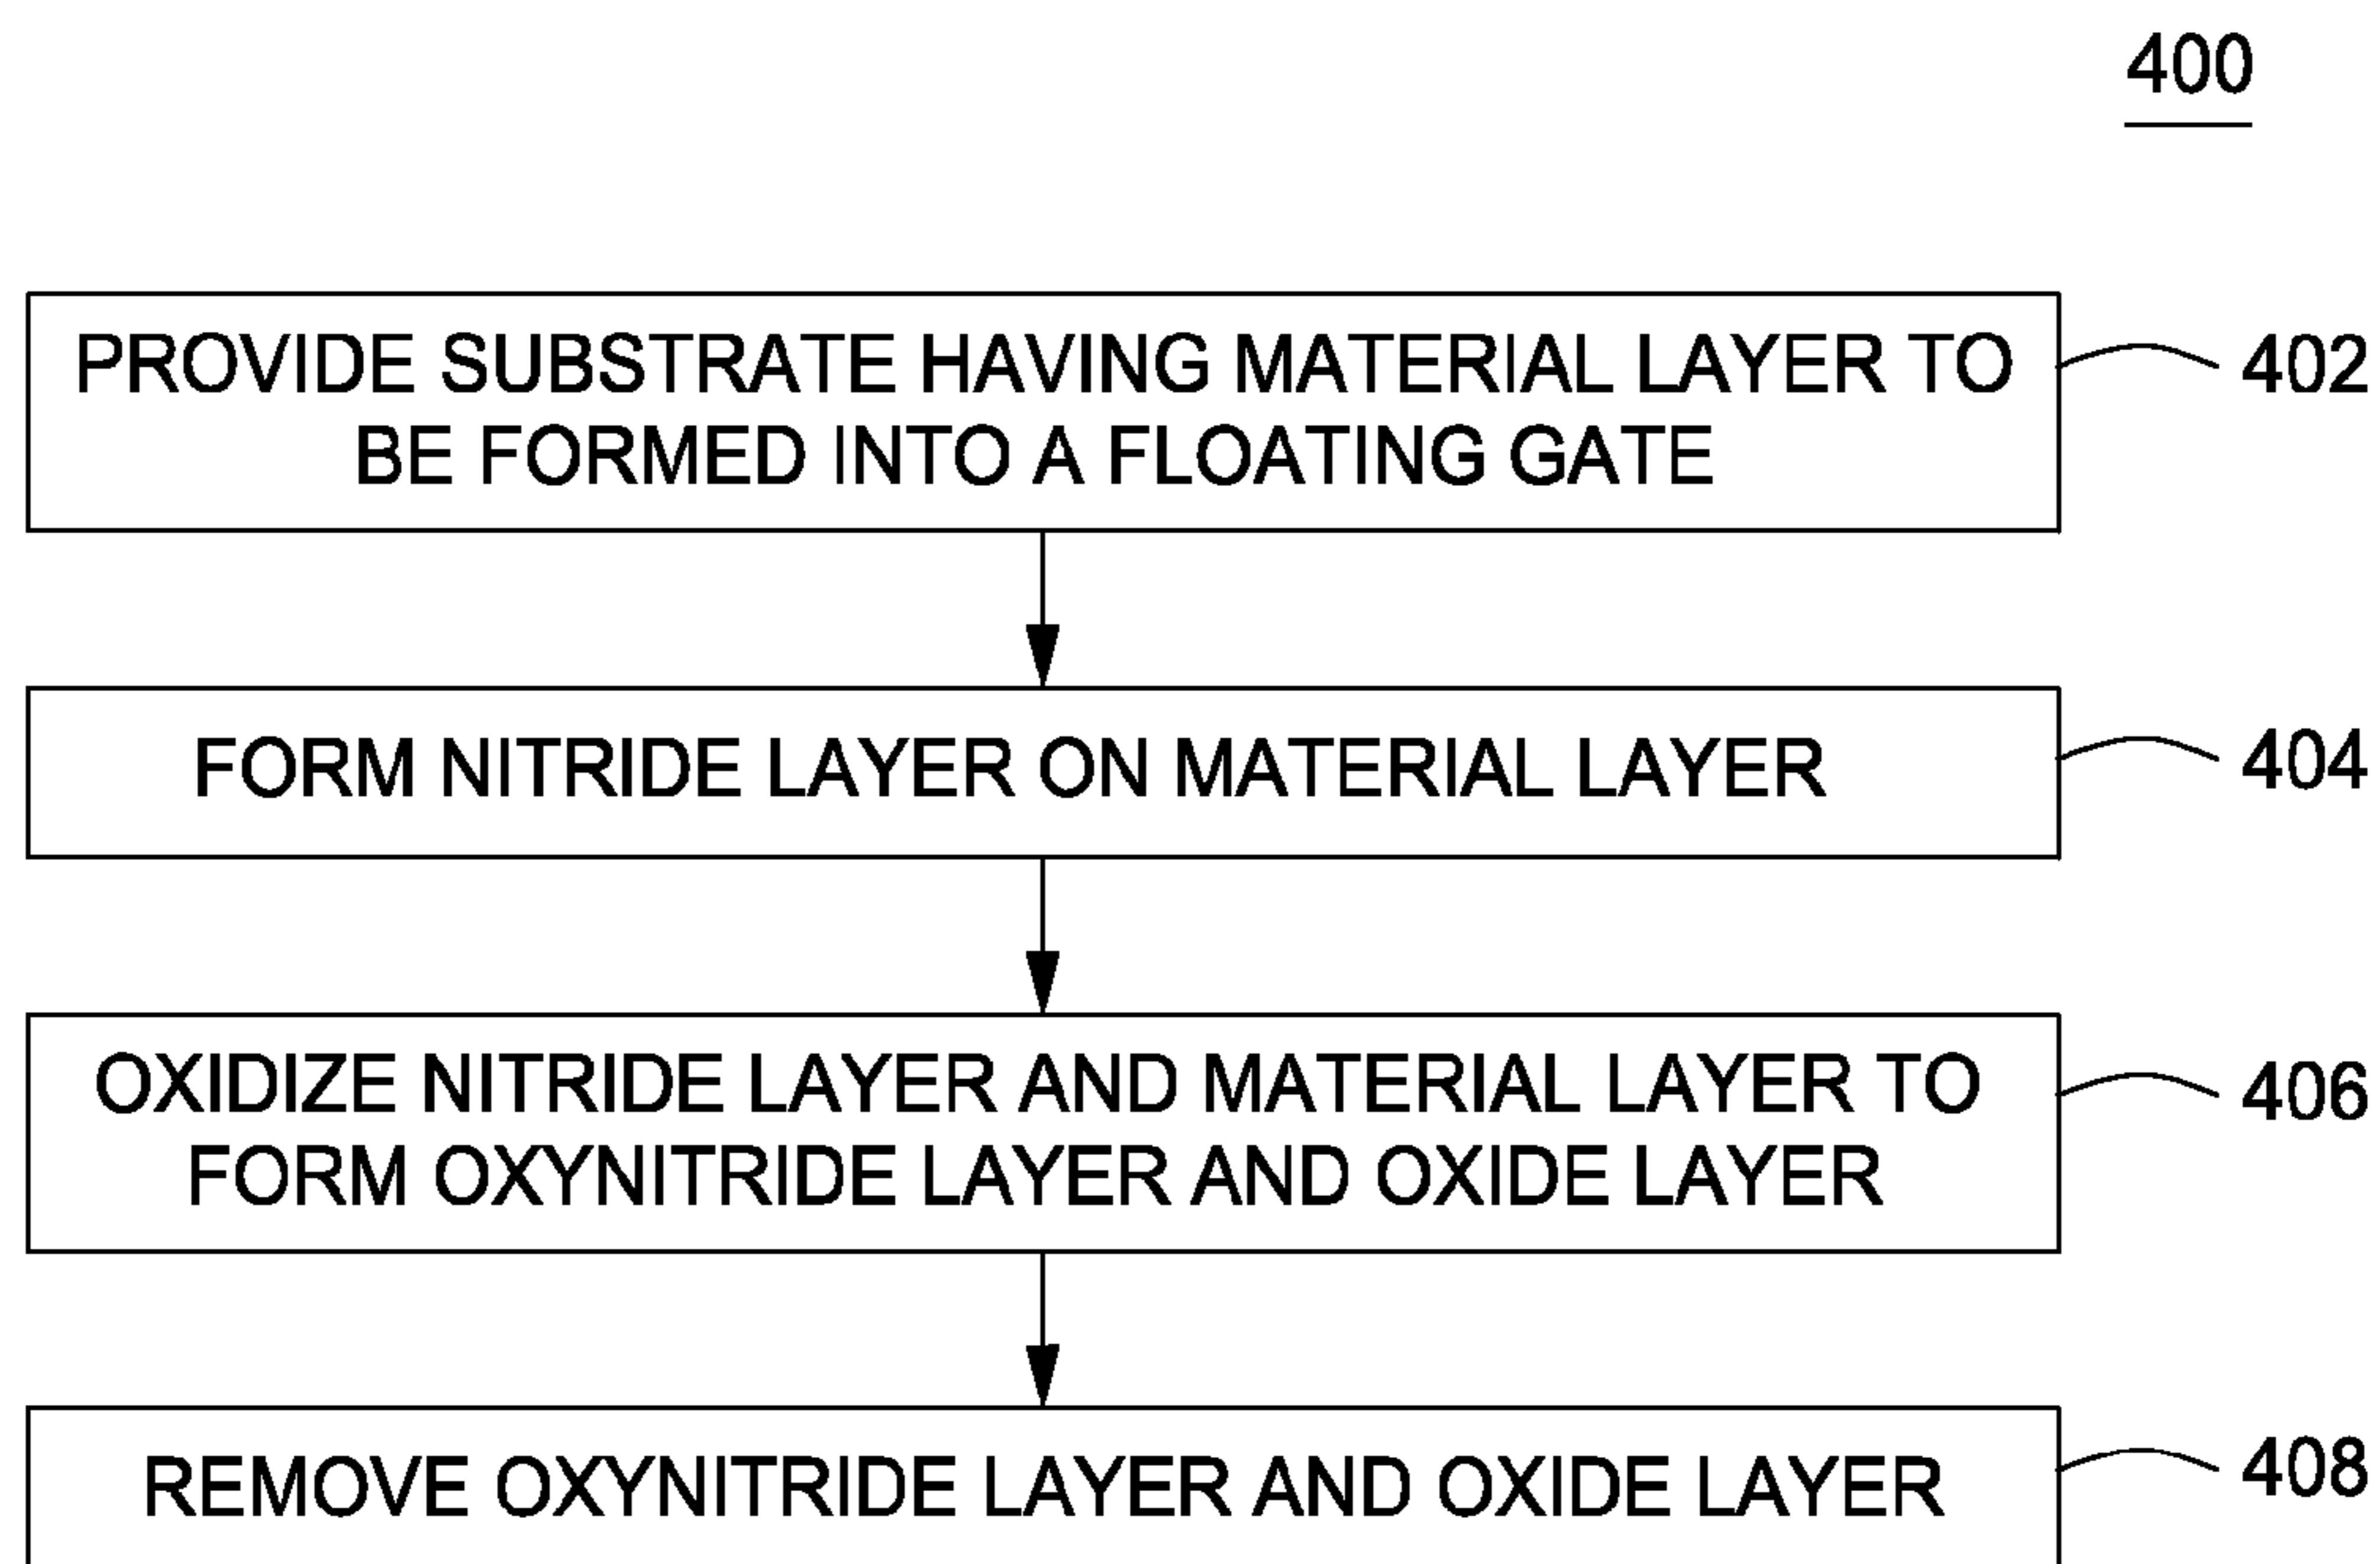 400
PROVIDE SUBSTRATE HAVING MATERIAL LAYER TO
BE FORMED INTO A FLOATING GATE
402
FORM NITRIDE LAYER ON MATERIAL LAYER
404
OXIDIZE NITRIDE LAYER AND MATERIAL LAYER TO
FORM OXYNITRIDE LAYER AND OXIDE LAYER
406
REMOVE OXYNITRIDE LAYER AND OXIDE LAYER
408